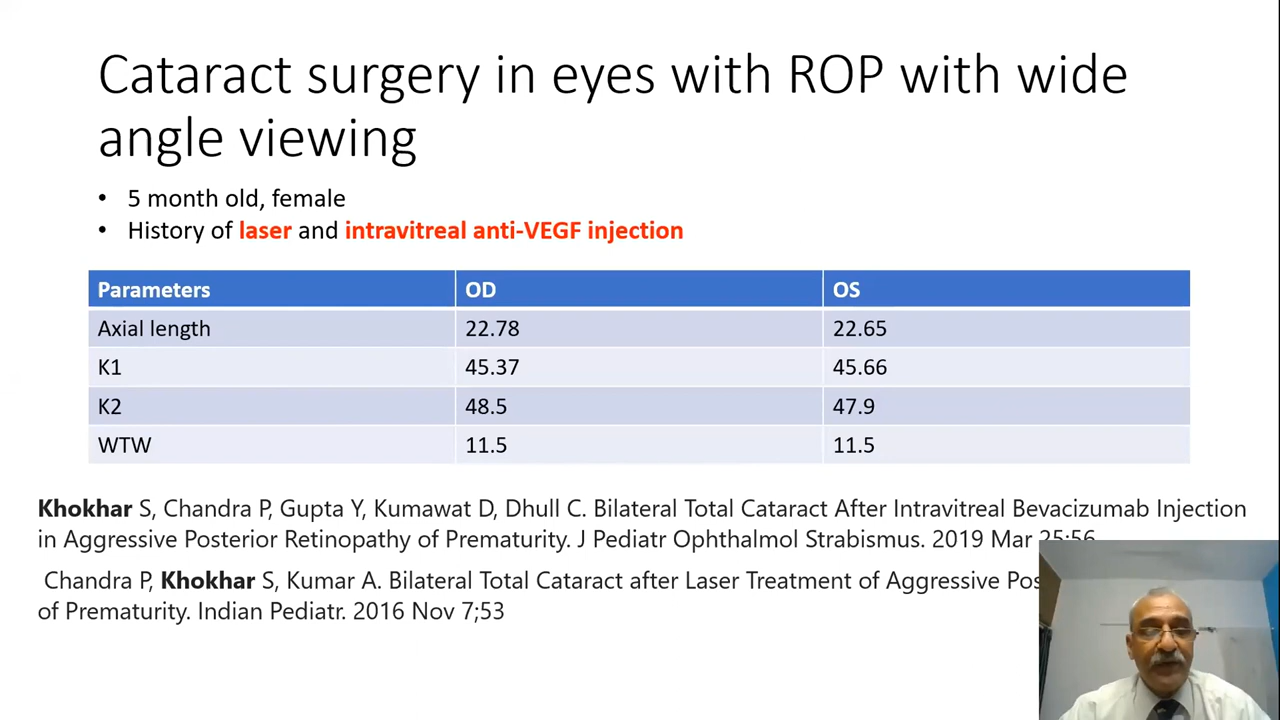 Cataract surgery in eyes with ROP with wide
angle viewing
• 5 month old, female
• History of laser and intravitreal anti-VEGF injection
Parameters OD OS
Axial length 22.78 22.65
K1 45.37 45.66
K2 48.5 47.9
WTW 11.5 11.5
Khokhar S, Chandra P, Gupta Y, Kumawat D, Dhull C. Bilateral Total Cataract After Intravitreal Bevacizumab Injection
in Aggressive Posterior Retinopathy of Prematurity. J Pediatr Ophthalmol Strabismus. 2019 Mar 25;56
Chandra P, Khokhar S, Kumar A. Bilateral Total Cataract after Laser Treatment of Aggressive
of Prematurity. Indian Pediatr. 2016 Nov 7;53